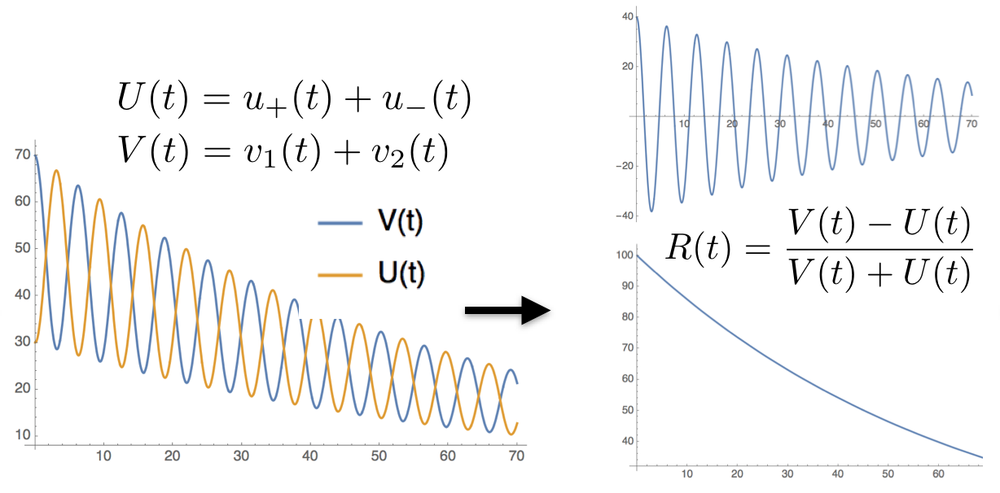 U(t) = u₊(t) + u₋(t)
V(t) = v₁(t) + v₂(t)
70
60
50
40
30
20
10
10 20 30 40 50 60 70
V(t)
U(t)
40
20
−20
−40
10 20 30 40 50 60 70
R(t) = (V(t) − U(t)) / (V(t) + U(t))
100
90
80
70
60
50
40
10 20 30 40 50 60